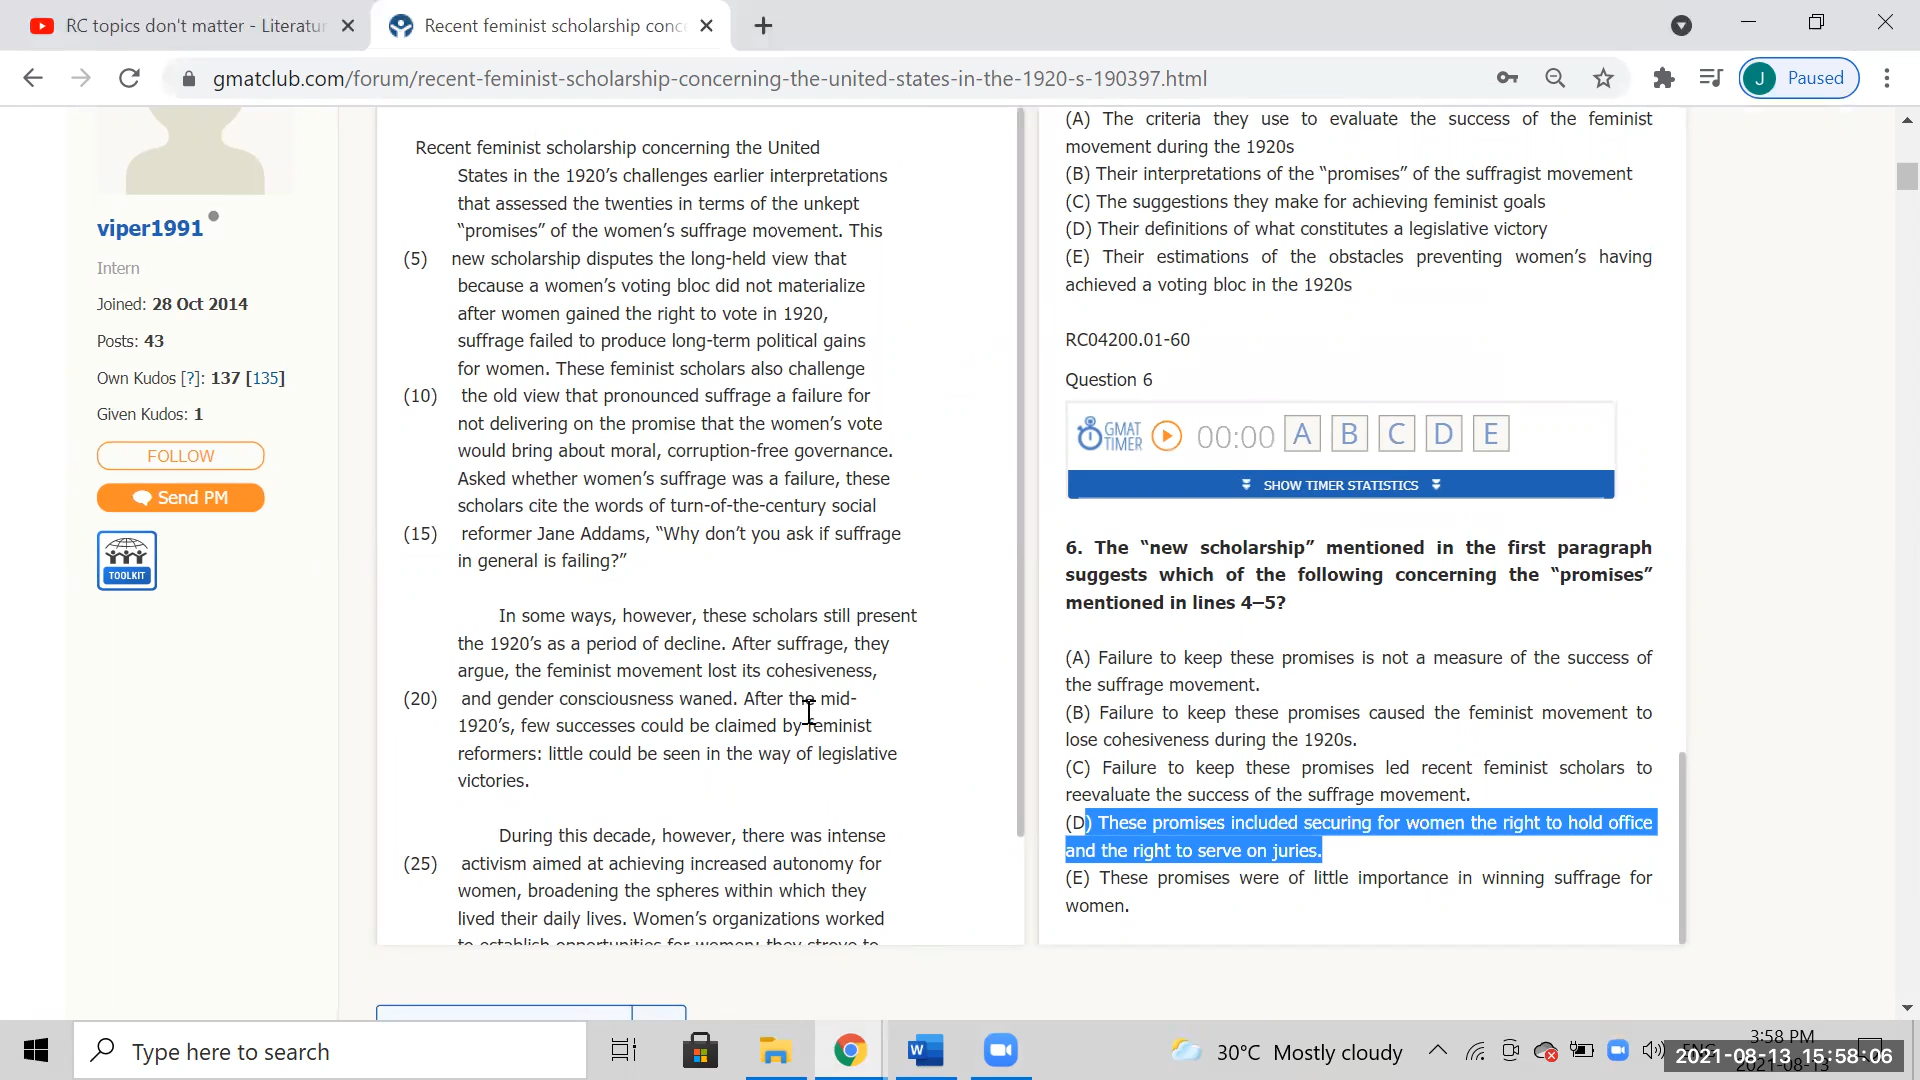 RC topics don't matter - Literatur
Recent feminist scholarship conc
gmatclub.com/forum/recent-feminist-scholarship-concerning-the-united-states-in-the-1920-s-190397.html
J Paused
viper1991
Intern
Joined: 28 Oct 2014
Posts: 43
Own Kudos [?]: 137 [135]
Given Kudos: 1
FOLLOW
Send PM
TOOLKIT
Recent feminist scholarship concerning the United
States in the 1920's challenges earlier interpretations
that assessed the twenties in terms of the unkept
“promises” of the women's suffrage movement. This
(5) new scholarship disputes the long-held view that
because a women's voting bloc did not materialize
after women gained the right to vote in 1920,
suffrage failed to produce long-term political gains
for women. These feminist scholars also challenge
(10) the old view that pronounced suffrage a failure for
not delivering on the promise that the women's vote
would bring about moral, corruption-free governance.
Asked whether women's suffrage was a failure, these
scholars cite the words of turn-of-the-century social
(15) reformer Jane Addams, “Why don't you ask if suffrage
in general is failing?”
In some ways, however, these scholars still present
the 1920's as a period of decline. After suffrage, they
argue, the feminist movement lost its cohesiveness,
(20) and gender consciousness waned. After the mid-
1920's, few successes could be claimed by feminist
reformers: little could be seen in the way of legislative
victories.
During this decade, however, there was intense
(25) activism aimed at achieving increased autonomy for
women, broadening the spheres within which they
lived their daily lives. Women's organizations worked
to establish opportunities for women: they strove to
(A) The criteria they use to evaluate the success of the feminist
movement during the 1920s
(B) Their interpretations of the “promises” of the suffragist movement
(C) The suggestions they make for achieving feminist goals
(D) Their definitions of what constitutes a legislative victory
(E) Their estimations of the obstacles preventing women's having
achieved a voting bloc in the 1920s
RC04200.01-60
Question 6
GMAT TIMER 00:00 A B C D E
SHOW TIMER STATISTICS
6. The “new scholarship” mentioned in the first paragraph
suggests which of the following concerning the “promises”
mentioned in lines 4–5?
(A) Failure to keep these promises is not a measure of the success of
the suffrage movement.
(B) Failure to keep these promises caused the feminist movement to
lose cohesiveness during the 1920s.
(C) Failure to keep these promises led recent feminist scholars to
reevaluate the success of the suffrage movement.
(D) These promises included securing for women the right to hold office
and the right to serve on juries.
(E) These promises were of little importance in winning suffrage for
women.
Type here to search
W
30°C Mostly cloudy
ENG
3:58 PM
2021-08-13
2021-08-13 15:58:06